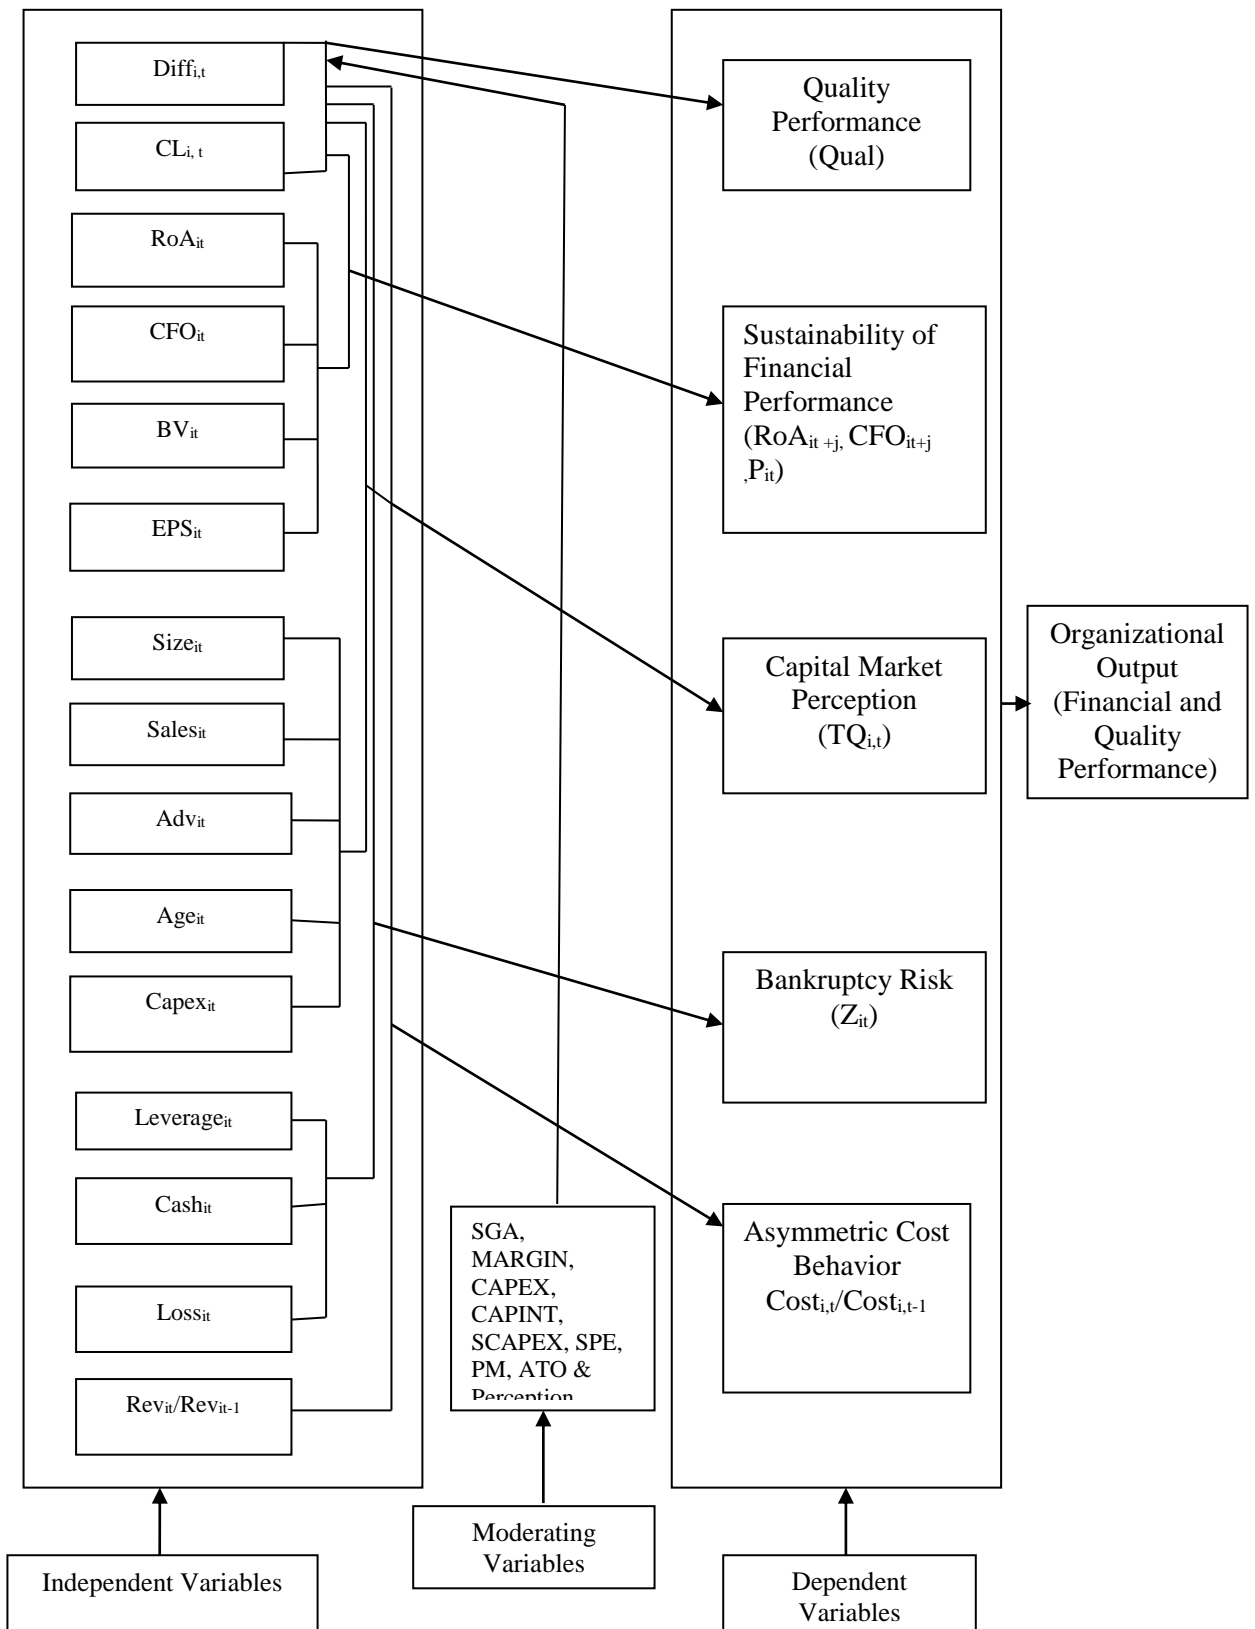 Diffi,t
CLi, t
RoAit
CFOit
BVit
EPSit
Sizeit
Salesit
Advit
Ageit
Capexit
Leverageit
Cashit
Lossit
Revit/Revit-1
Independent Variables
SGA,
MARGIN,
CAPEX,
CAPINT,
SCAPEX, SPE,
PM, ATO &
Perception
Moderating
Variables
Quality
Performance
(Qual)
Sustainability of
Financial
Performance
(RoAit +j, CFOit+j
,Pit)
Capital Market
Perception
(TQi,t)
Bankruptcy Risk
(Zit)
Asymmetric Cost
Behavior
Costi,t/Costi,t-1
Dependent
Variables
Organizational
Output
(Financial and
Quality
Performance)